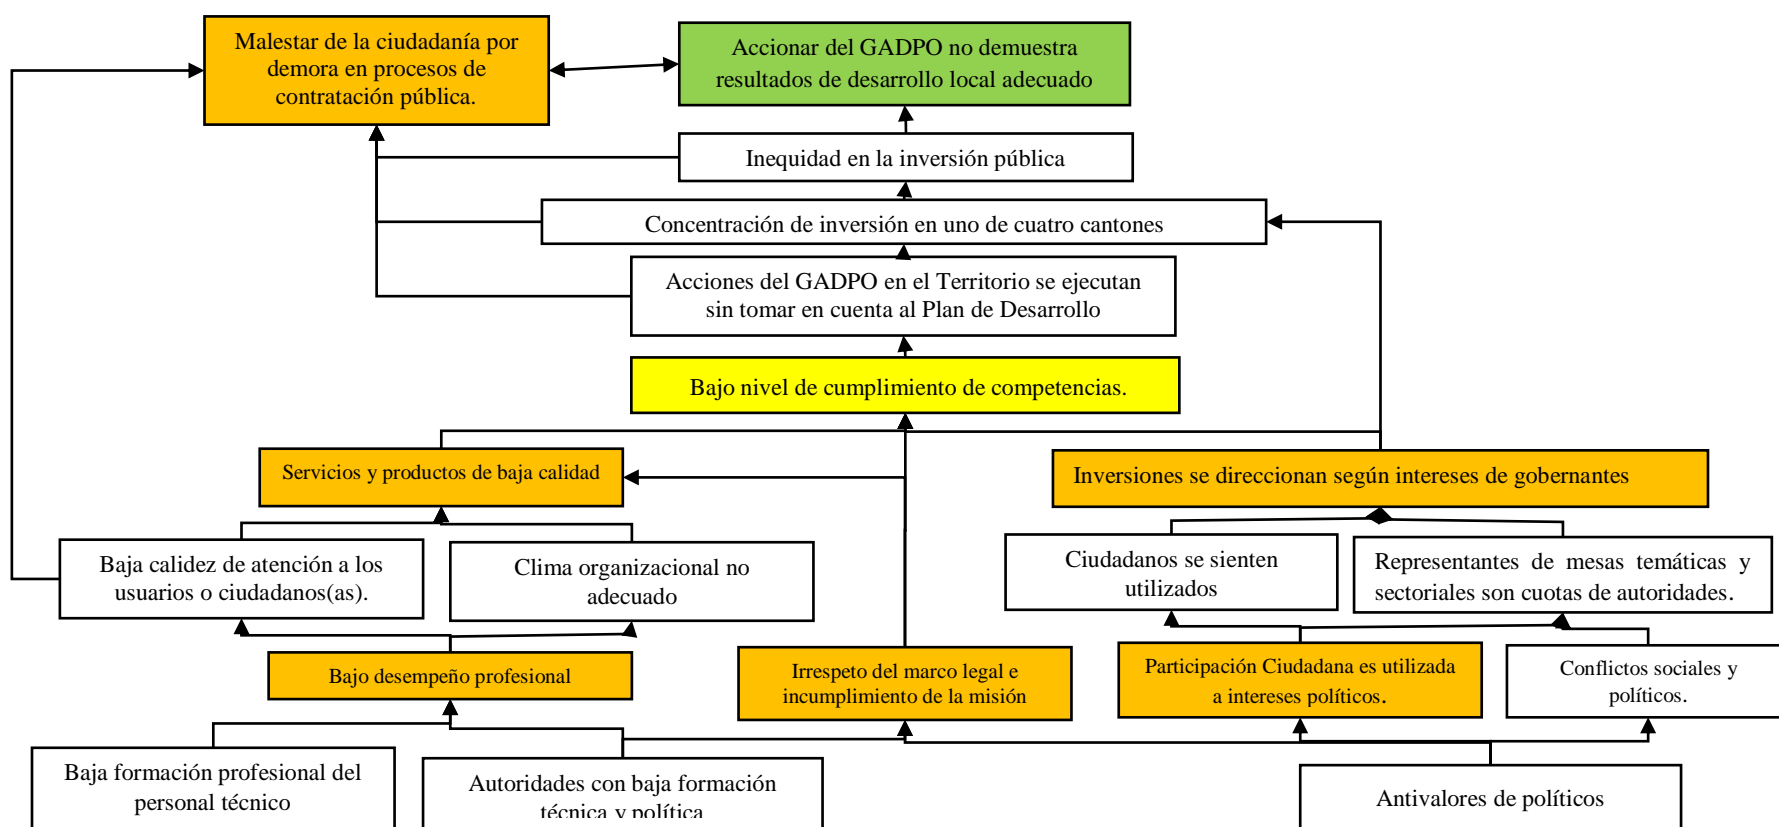 Malestar de la ciudadanía por
demora en procesos de
contratación pública.
Accionar del GADPO no demuestra
resultados de desarrollo local adecuado
Inequidad en la inversión pública
Concentración de inversión en uno de cuatro cantones
Acciones del GADPO en el Territorio se ejecutan
sin tomar en cuenta al Plan de Desarrollo
Bajo nivel de cumplimiento de competencias.
Servicios y productos de baja calidad
Inversiones se direccionan según intereses de gobernantes
Baja calidez de atención a los
usuarios o ciudadanos(as).
Clima organizacional no
adecuado
Ciudadanos se sienten
utilizados
Representantes de mesas temáticas y
sectoriales son cuotas de autoridades.
Bajo desempeño profesional
Irrespeto del marco legal e
incumplimiento de la misión
Participación Ciudadana es utilizada
a intereses políticos.
Conflictos sociales y
políticos.
Baja formación profesional del
personal técnico
Autoridades con baja formación
técnica y política
Antivalores de políticos